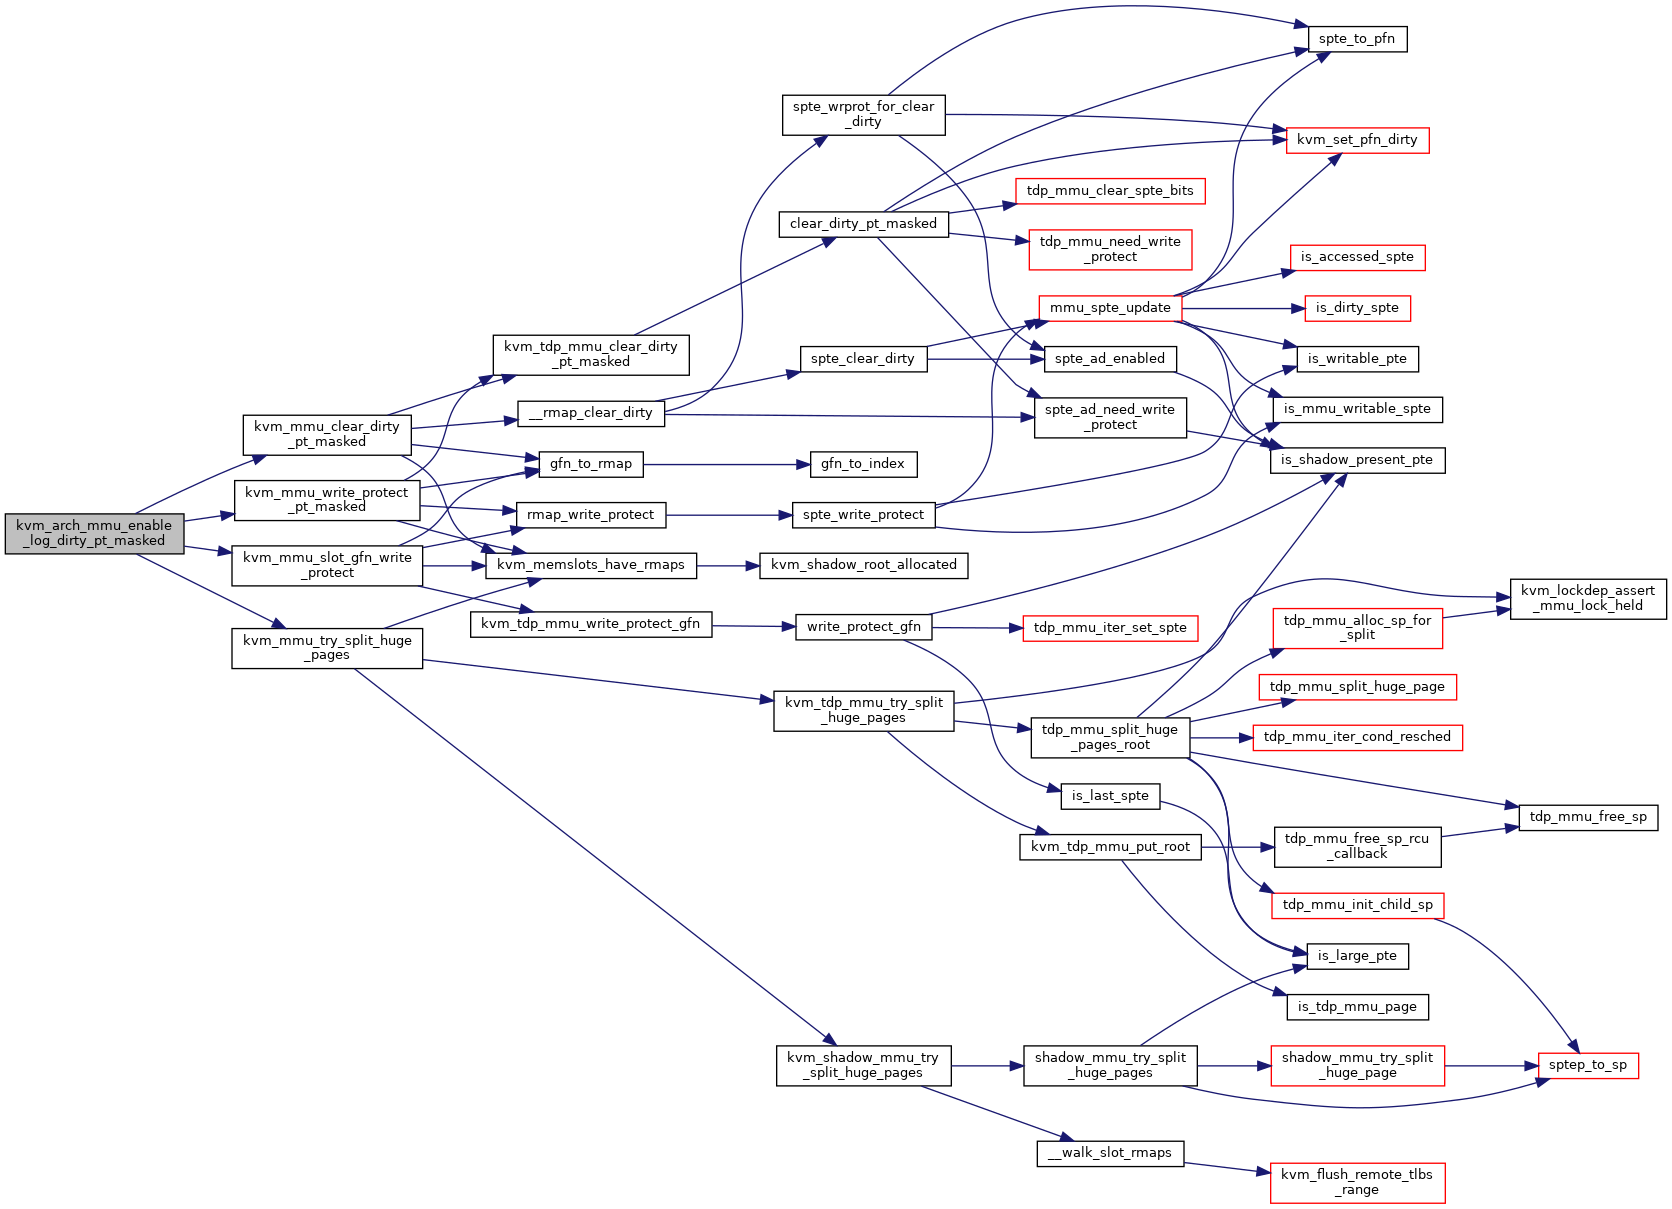 kvm_arch_mmu_enable
_log_dirty_pt_masked
kvm_mmu_clear_dirty
_pt_masked
kvm_mmu_write_protect
_pt_masked
kvm_mmu_slot_gfn_write
_protect
kvm_mmu_try_split_huge
_pages
kvm_tdp_mmu_clear_dirty
_pt_masked
__rmap_clear_dirty
gfn_to_rmap
rmap_write_protect
kvm_memslots_have_rmaps
kvm_tdp_mmu_write_protect_gfn
spte_wrprot_for_clear
_dirty
clear_dirty_pt_masked
spte_clear_dirty
gfn_to_index
spte_write_protect
kvm_shadow_root_allocated
write_protect_gfn
kvm_tdp_mmu_try_split
_huge_pages
kvm_shadow_mmu_try
_split_huge_pages
tdp_mmu_clear_spte_bits
tdp_mmu_need_write
_protect
mmu_spte_update
spte_ad_enabled
spte_ad_need_write
_protect
tdp_mmu_iter_set_spte
tdp_mmu_split_huge
_pages_root
is_last_spte
kvm_tdp_mmu_put_root
shadow_mmu_try_split
_huge_pages
__walk_slot_rmaps
spte_to_pfn
kvm_set_pfn_dirty
is_accessed_spte
is_dirty_spte
is_writable_pte
is_mmu_writable_spte
is_shadow_present_pte
tdp_mmu_alloc_sp_for
_split
tdp_mmu_split_huge_page
tdp_mmu_iter_cond_resched
tdp_mmu_free_sp_rcu
_callback
tdp_mmu_init_child_sp
is_large_pte
is_tdp_mmu_page
shadow_mmu_try_split
_huge_page
kvm_flush_remote_tlbs
_range
kvm_lockdep_assert
_mmu_lock_held
tdp_mmu_free_sp
sptep_to_sp